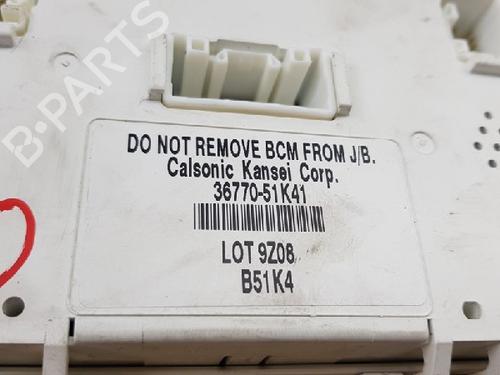 DO NOT REMOVE BCM FROM J/B.
Calsonic Kansei Corp.
36770-51K41
LOT 9Z08
B51K4
B-PARTS